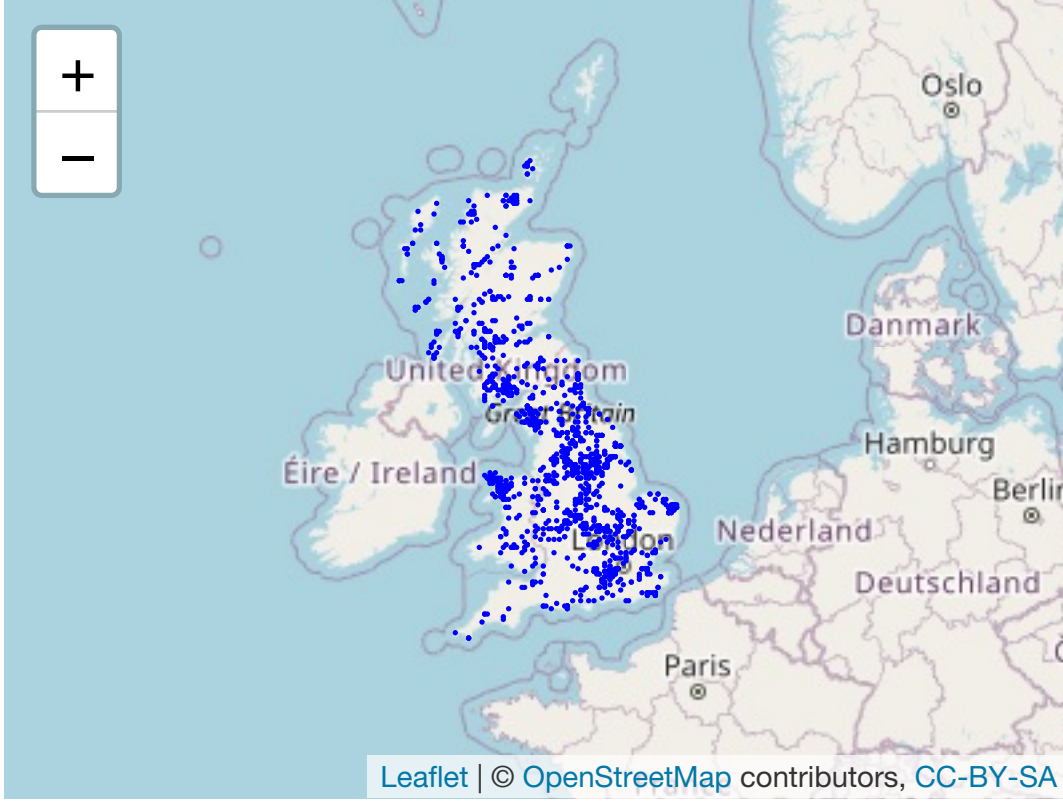 +
Oslo
−
Danmark
United Kingdom
Great Britain
Hamburg
Éire / Ireland
Berlin
Nederland
London
Deutschland
Paris
Leaflet | © OpenStreetMap contributors, CC-BY-SA